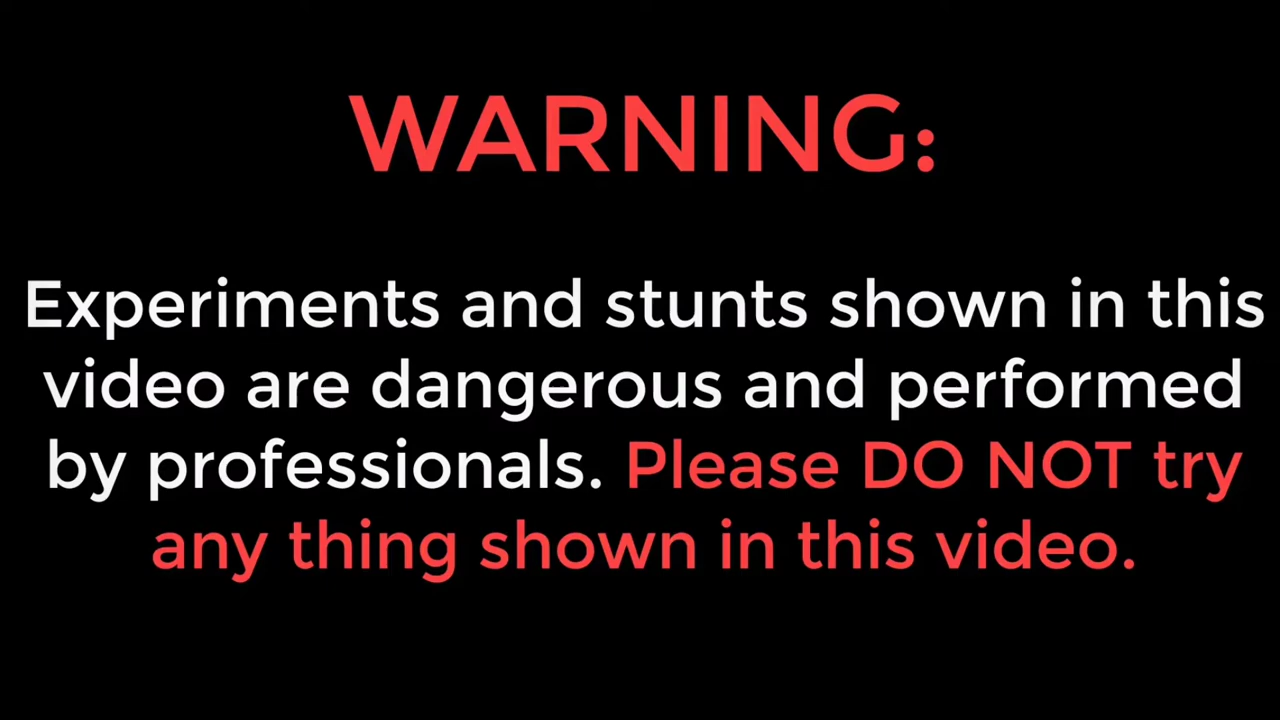 WARNING:
Experiments and stunts shown in this
video are dangerous and performed
by professionals. Please DO NOT try
any thing shown in this video.